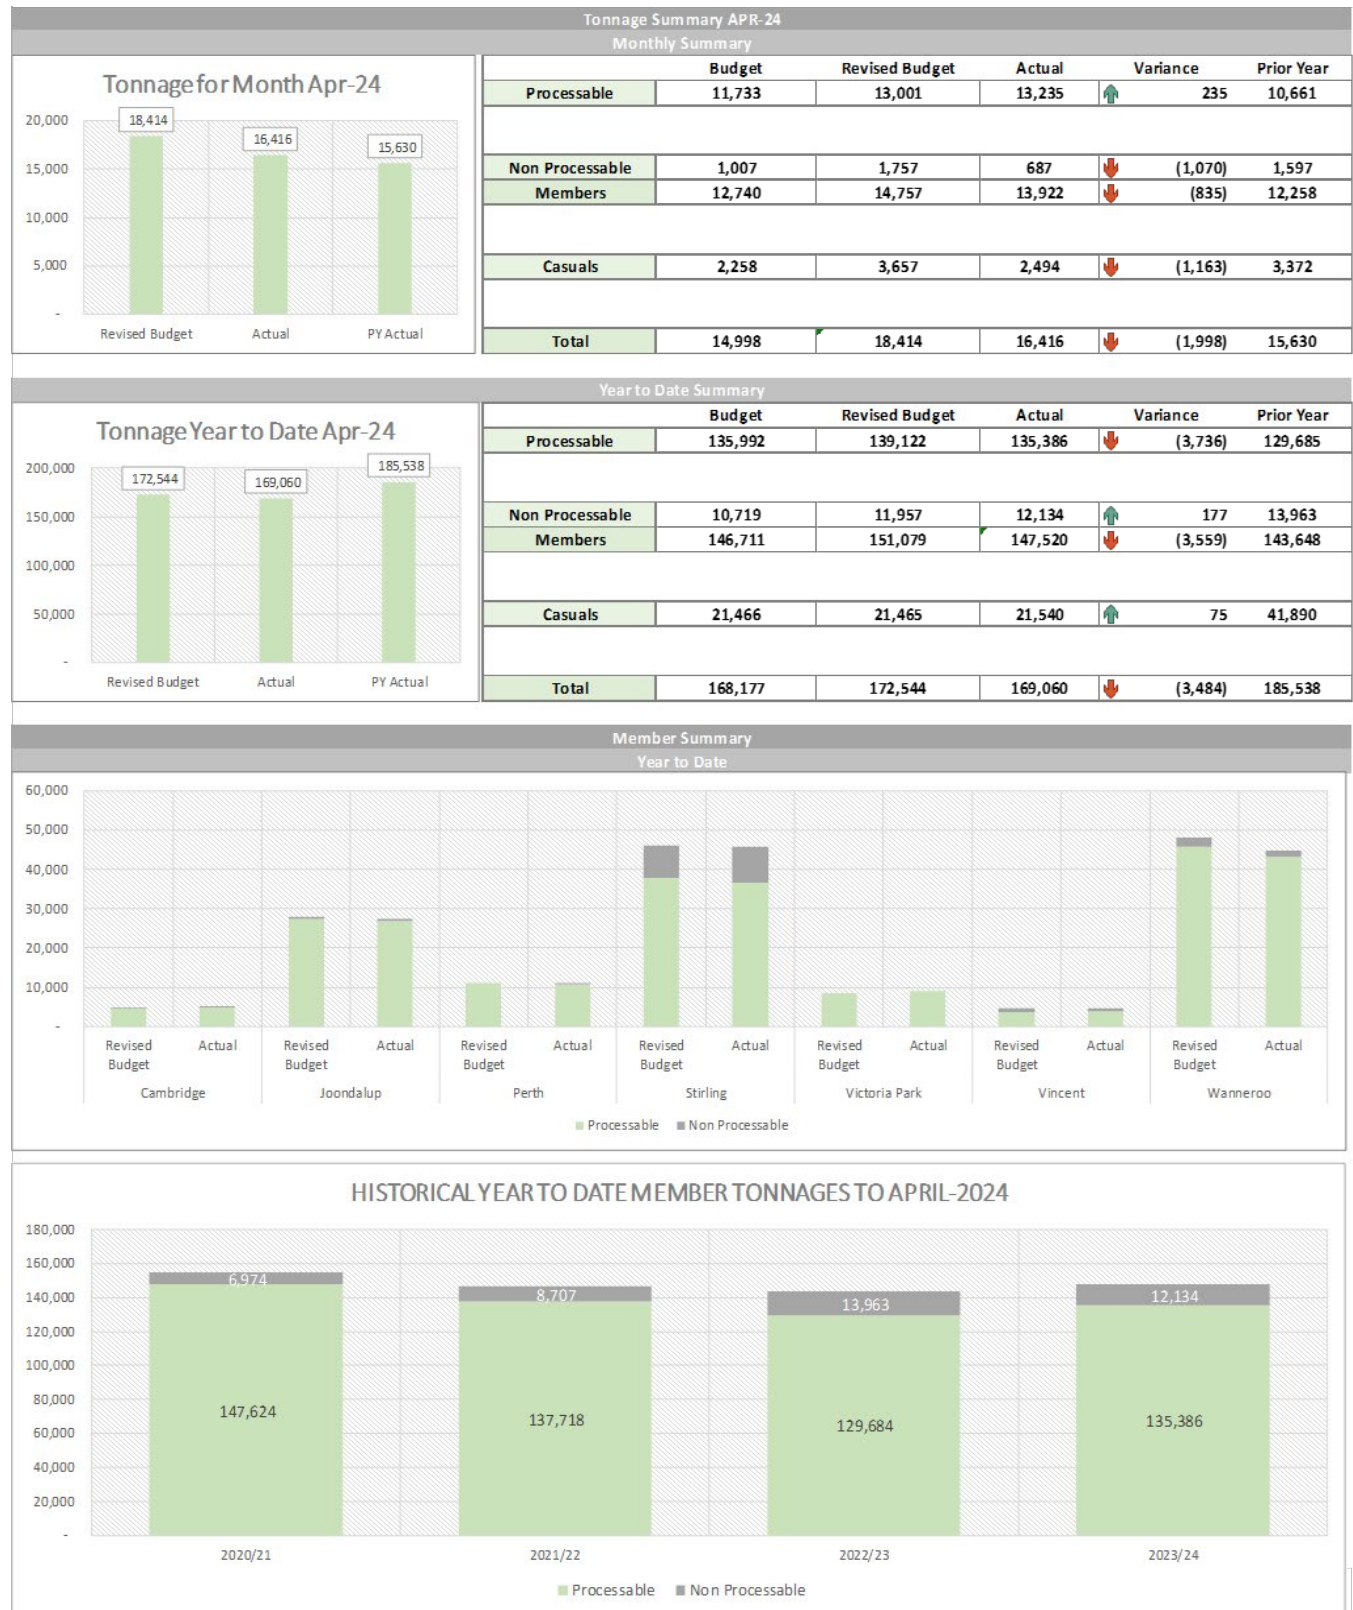 Tonnage Summary APR-24
Monthly Summary
Tonnage for Month Apr-24
20,000
15,000
10,000
5,000
-
18,414
16,416
15,630
Revised Budget Actual PY Actual
Budget Revised Budget Actual Variance Prior Year
Processable 11,733 13,001 13,235 235 10,661
Non Processable 1,007 1,757 687 (1,070) 1,597
Members 12,740 14,757 13,922 (835) 12,258
Casuals 2,258 3,657 2,494 (1,163) 3,372
Total 14,998 18,414 16,416 (1,998) 15,630
Year to Date Summary
Tonnage Year to Date Apr-24
200,000
150,000
100,000
50,000
-
172,544
169,060
185,538
Revised Budget Actual PY Actual
Budget Revised Budget Actual Variance Prior Year
Processable 135,992 139,122 135,386 (3,736) 129,685
Non Processable 10,719 11,957 12,134 177 13,963
Members 146,711 151,079 147,520 (3,559) 143,648
Casuals 21,466 21,465 21,540 75 41,890
Total 168,177 172,544 169,060 (3,484) 185,538
Member Summary
Year to Date
60,000
50,000
40,000
30,000
20,000
10,000
-
Revised Actual Revised Actual Revised Actual Revised Actual Revised Actual Revised Actual Revised Actual
Budget Budget Budget Budget Budget Budget Budget
Cambridge Joondalup Perth Stirling Victoria Park Vincent Wanneroo
Processable Non Processable
HISTORICAL YEAR TO DATE MEMBER TONNAGES TO APRIL-2024
180,000
160,000
140,000
120,000
100,000
80,000
60,000
40,000
20,000
-
6,974 8,707 13,963 12,134
147,624 137,718 129,684 135,386
2020/21 2021/22 2022/23 2023/24
Processable Non Processable